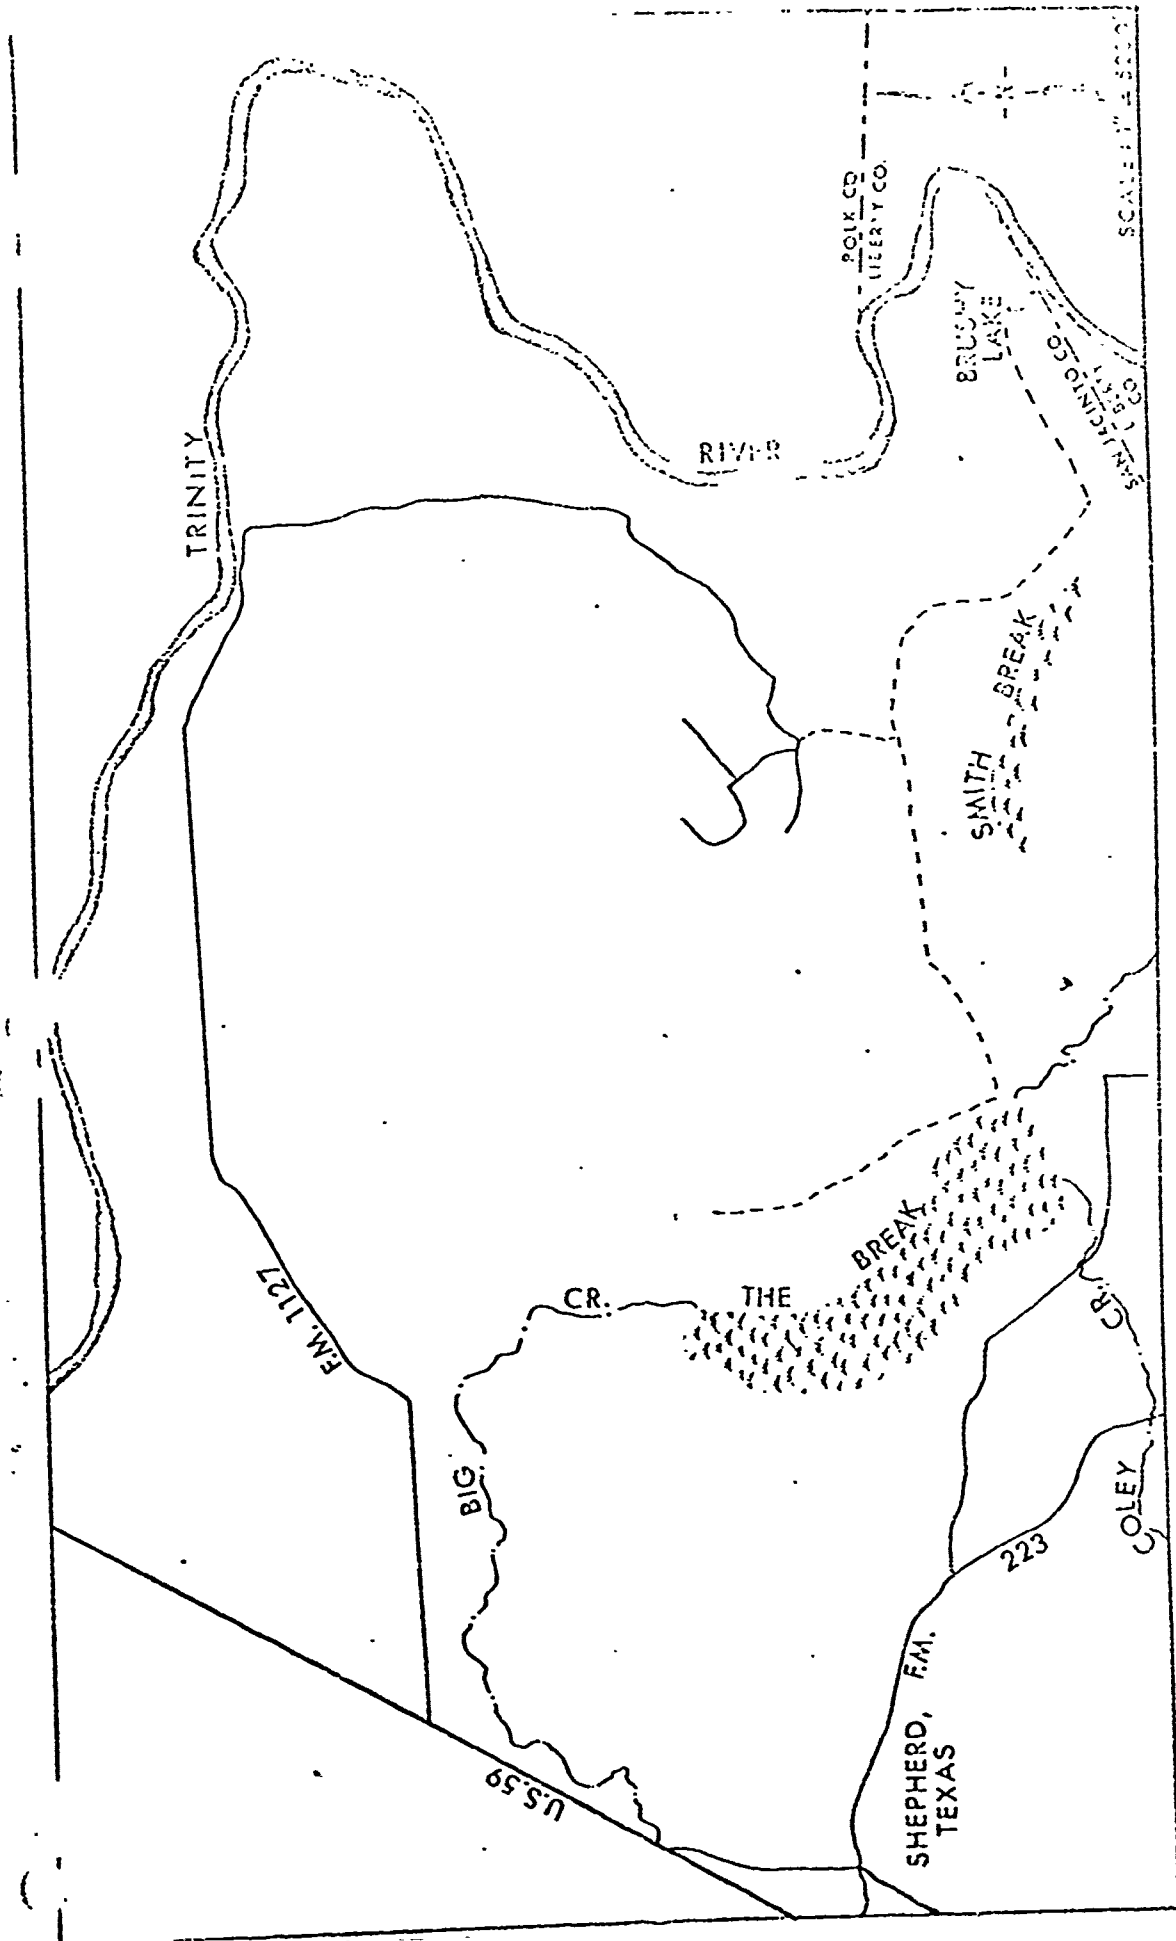 TRINITY
RIVER
POLK CO.
LIBERTY CO.
LAKE
SAN JACINTO CO.
SMITH BREAK
F.M. 1127
BIG CR.
THE BREAK
U.S. 59
SHEPHERD,
TEXAS
F.M. 223
COLEY CR.